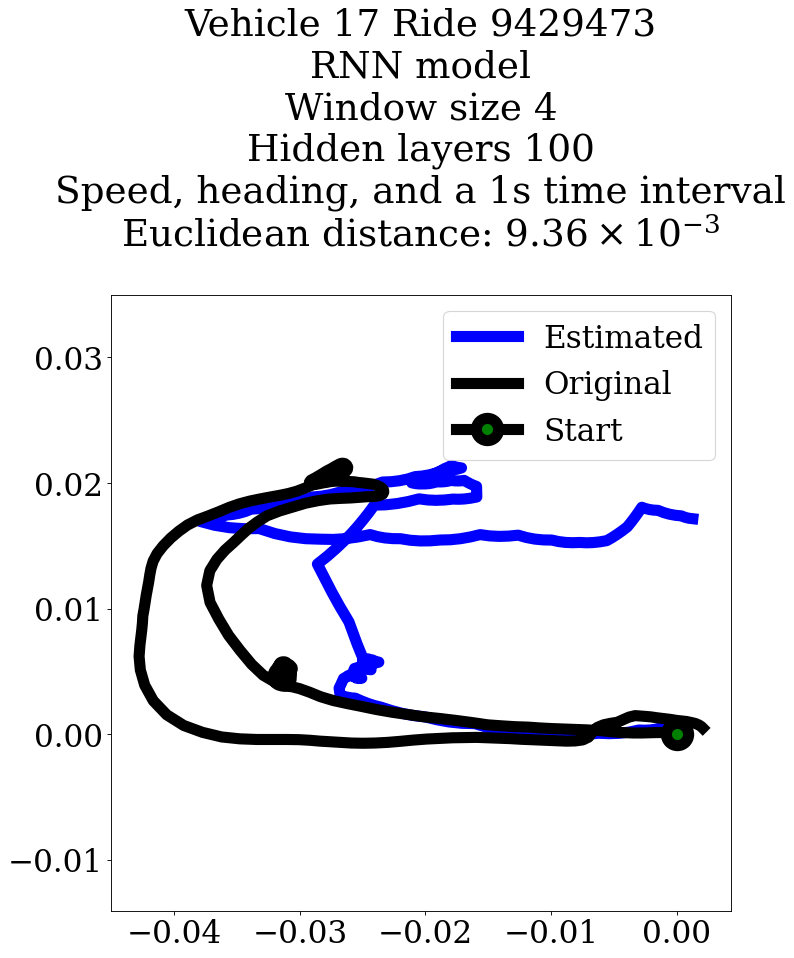 Vehicle 17 Ride 9429473
RNN model
Window size 4
Hidden layers 100
Speed, heading, and a 1s time interval
Euclidean distance: 9.36 × 10⁻³
Estimated
Original
Start
0.03
0.02
0.01
0.00
−0.01
−0.04 −0.03 −0.02 −0.01 0.00